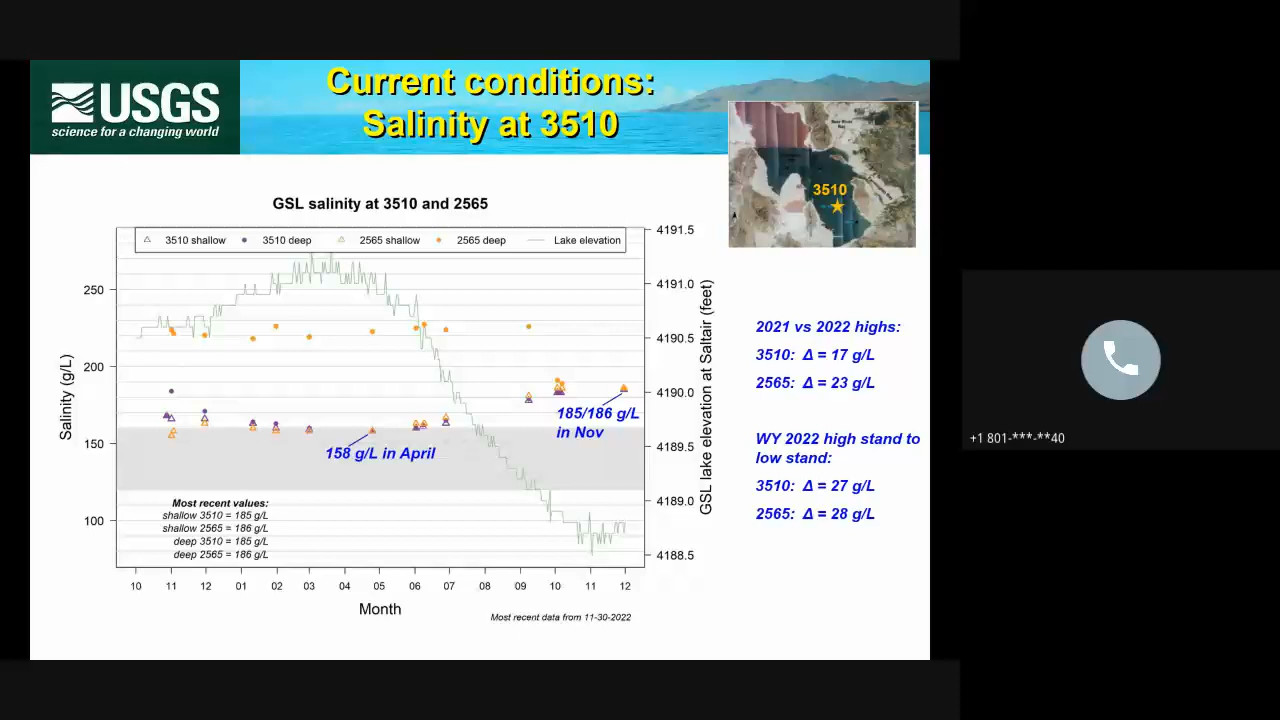 USGS
science for a changing world
Current conditions:
Salinity at 3510
3510
GSL salinity at 3510 and 2565
3510 shallow
3510 deep
2565 shallow
2565 deep
Lake elevation
Salinity (g/L)
250
200
150
100
4191.5
4191.0
4190.5
4190.0
4189.5
4189.0
4188.5
GSL lake elevation at Saltair (feet)
185/186 g/L
in Nov
158 g/L in April
Most recent values:
shallow 3510 = 185 g/L
shallow 2565 = 186 g/L
deep 3510 = 185 g/L
deep 2565 = 186 g/L
10 11 12 01 02 03 04 05 06 07 08 09 10 11 12
Month
Most recent data from 11-30-2022
2021 vs 2022 highs:
3510: Δ = 17 g/L
2565: Δ = 23 g/L
WY 2022 high stand to
low stand:
3510: Δ = 27 g/L
2565: Δ = 28 g/L
+1 801-***-**40